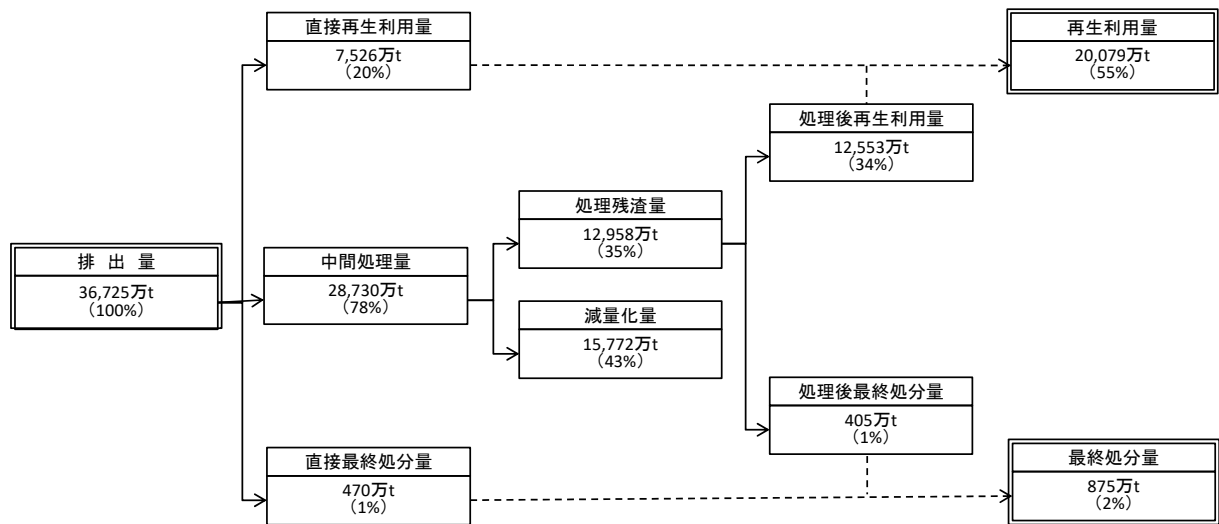 直接再生利用量
7,526万t
（20%）
再生利用量
20,079万t
（55%）
処理後再生利用量
12,553万t
（34%）
処理残渣量
12,958万t
（35%）
排 出 量
36,725万t
（100%）
中間処理量
28,730万t
（78%）
減量化量
15,772万t
（43%）
処理後最終処分量
405万t
（1%）
直接最終処分量
470万t
（1%）
最終処分量
875万t
（2%）